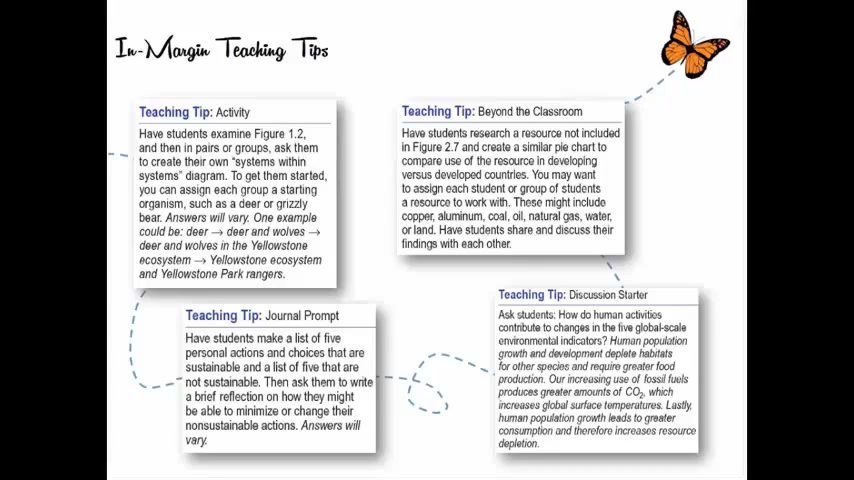 In-Margin Teaching Tips
Teaching Tip: Activity
Have students examine Figure 1.2,
and then in pairs or groups, ask them
to create their own "systems within
systems" diagram. To get them started,
you can assign each group a starting
organism, such as a deer or grizzly
bear. Answers will vary. One example
could be: deer → deer and wolves →
deer and wolves in the Yellowstone
ecosystem → Yellowstone ecosystem
and Yellowstone Park rangers.
Teaching Tip: Beyond the Classroom
Have students research a resource not included
in Figure 2.7 and create a similar pie chart to
compare use of the resource in developing
versus developed countries. You may want
to assign each student or group of students
a resource to work with. These might include
copper, aluminum, coal, oil, natural gas, water,
or land. Have students share and discuss their
findings with each other.
Teaching Tip: Journal Prompt
Have students make a list of five
personal actions and choices that are
sustainable and a list of five that are
not sustainable. Then ask them to write
a brief reflection on how they might
be able to minimize or change their
nonsustainable actions. Answers will
vary.
Teaching Tip: Discussion Starter
Ask students: How do human activities
contribute to changes in the five global-scale
environmental indicators? Human population
growth and development deplete habitats
for other species and require greater food
production. Our increasing use of fossil fuels
produces greater amounts of CO₂, which
increases global surface temperatures. Lastly,
human population growth leads to greater
consumption and therefore increases resource
depletion.